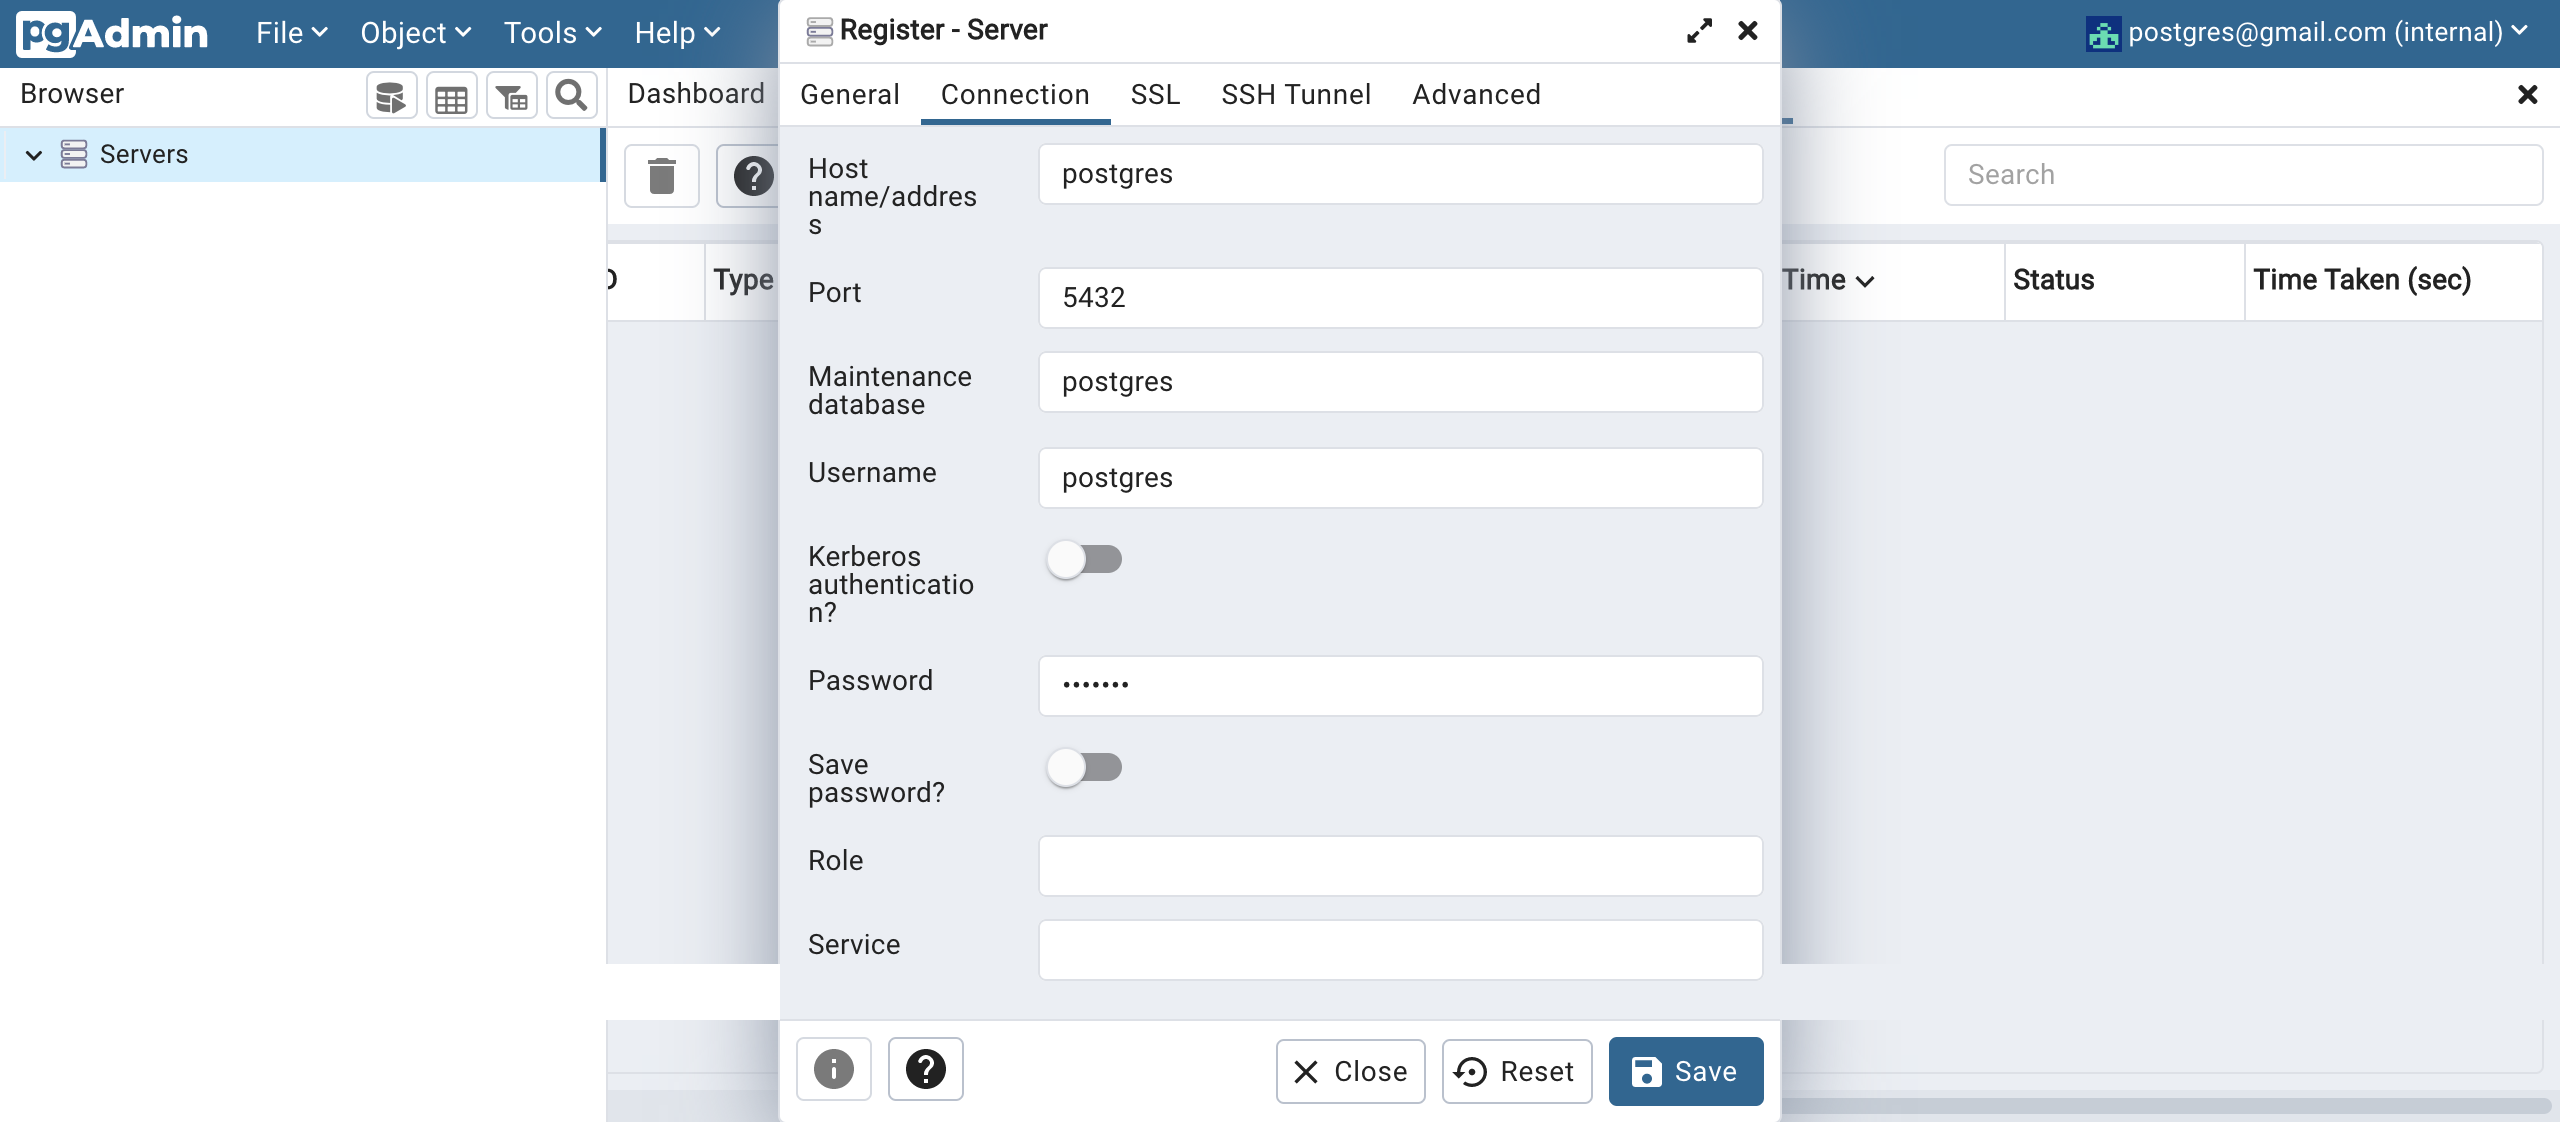 pgAdmin File Object Tools Help
Register - Server
postgres@gmail.com (internal)
Browser
Dashboard
General Connection SSL SSH Tunnel Advanced
Servers
Search
Type
Time
Status
Time Taken (sec)
Host
name/addres
s
postgres
Port
5432
Maintenance
database
postgres
Username
postgres
Kerberos
authenticatio
n?
Password
•••••••
Save
password?
Role
Service
Close
Reset
Save